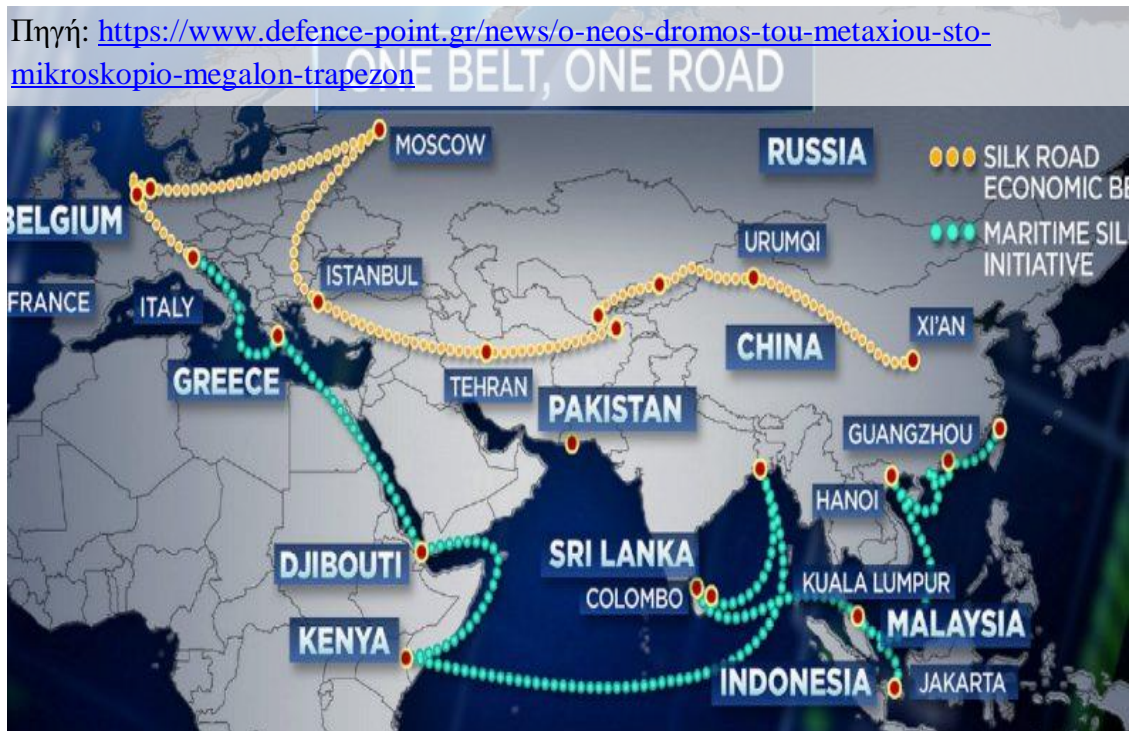 Πηγή: https://www.defence-point.gr/news/o-neos-dromos-tou-metaxiou-sto-
mikroskopio-megalon-trapezon
ONE BELT, ONE ROAD
MOSCOW
RUSSIA
SILK ROAD
ECONOMIC BE
MARITIME SIL
INITIATIVE
BELGIUM
URUMQI
ISTANBUL
FRANCE
ITALY
XI'AN
CHINA
GREECE
TEHRAN
PAKISTAN
GUANGZHOU
HANOI
DJIBOUTI
SRI LANKA
COLOMBO
KUALA LUMPUR
MALAYSIA
KENYA
INDONESIA
JAKARTA